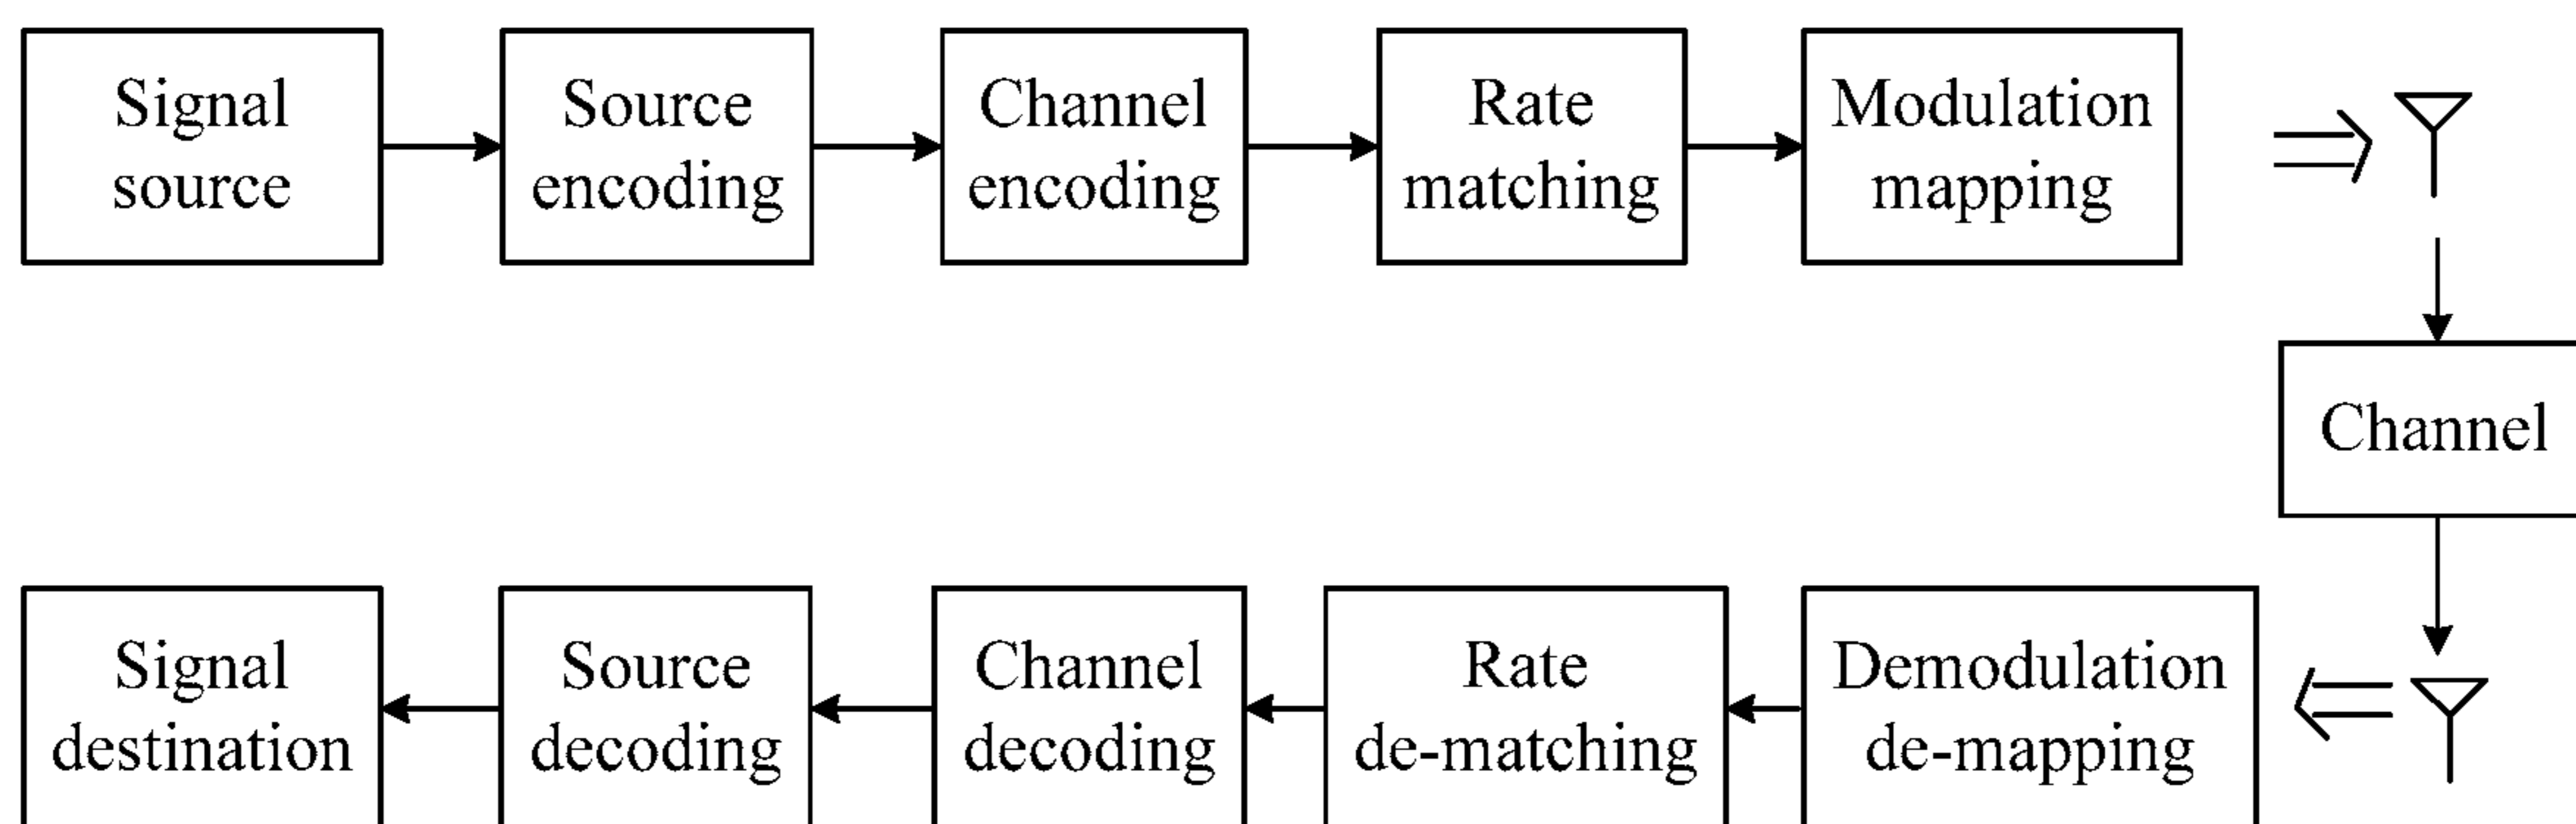 Signal
source
Source
encoding
Channel
encoding
Rate
matching
Modulation
mapping
Channel
Signal
destination
Source
decoding
Channel
decoding
Rate
de-matching
Demodulation
de-mapping